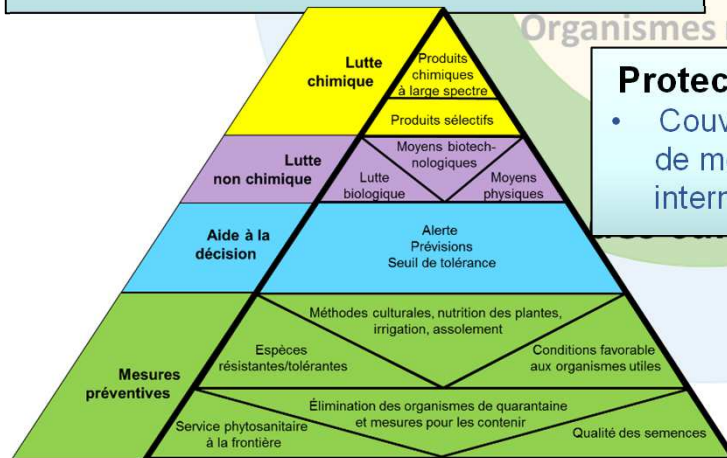 Organismes
Protec
Couv
de m
inter
Lutte
chimique
Produits
chimiques
à large spectre
Produits sélectifs
Lutte
non chimique
Moyens biotech-
nologiques
Lutte
biologique
Moyens
physiques
Aide à la
décision
Alerte
Prévisions
Seuil de tolérance
Mesures
préventives
Méthodes culturales, nutrition des plantes,
irrigation, assolement
Espèces
résistantes/tolérantes
Conditions favorable
aux organismes utiles
Élimination des organismes de quarantaine
et mesures pour les contenir
Service phytosanitaire
à la frontière
Qualité des semences